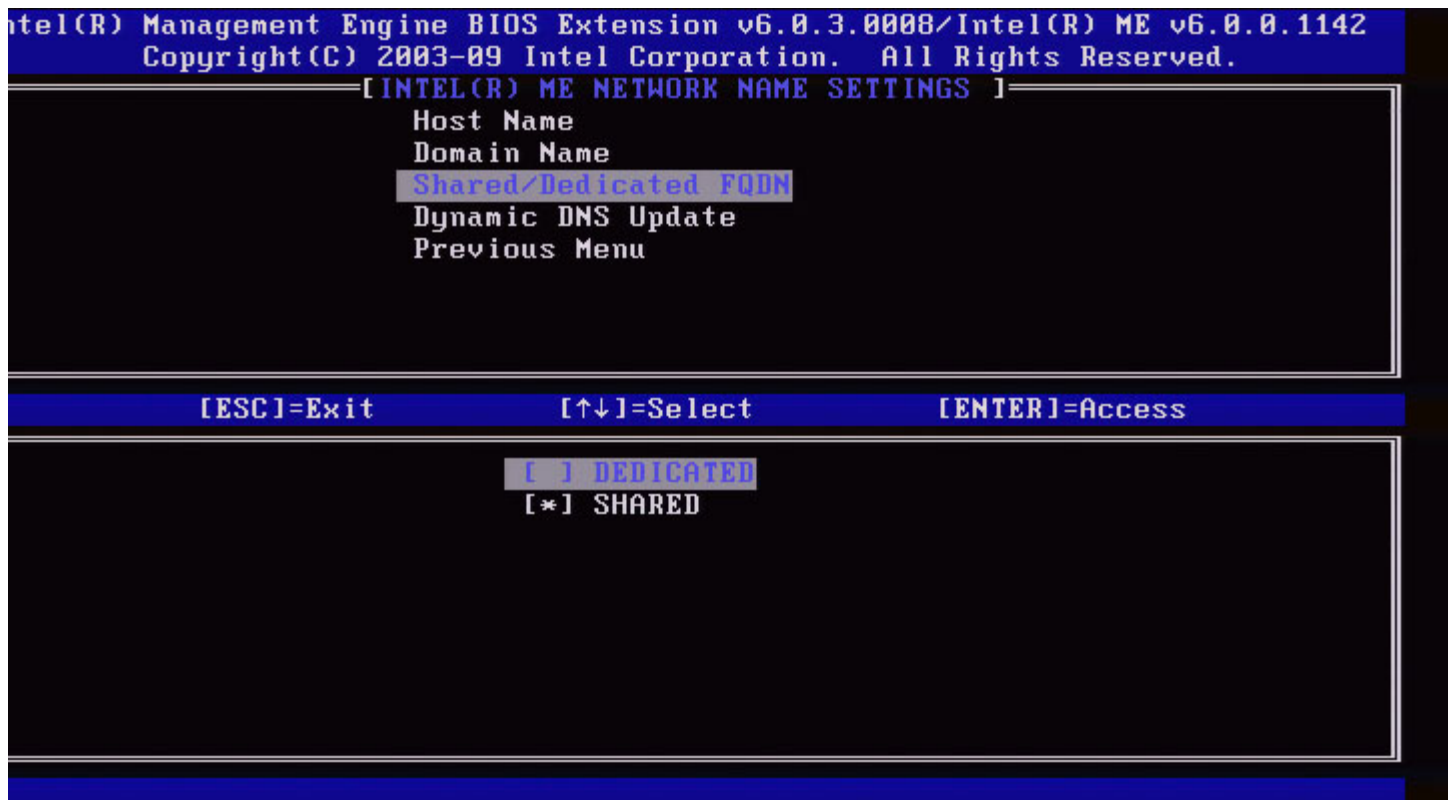 ntel(R) Management Engine BIOS Extension v6.0.3.0008/Intel(R) ME v6.0.0.1142
Copyright(C) 2003-09 Intel Corporation. All Rights Reserved.
[INTEL(R) ME NETWORK NAME SETTINGS ]
Host Name
Domain Name
Shared/Dedicated FQDN
Dynamic DNS Update
Previous Menu
[ESC]=Exit [↑↓]=Select [ENTER]=Access
[ ] DEDICATED
[*] SHARED